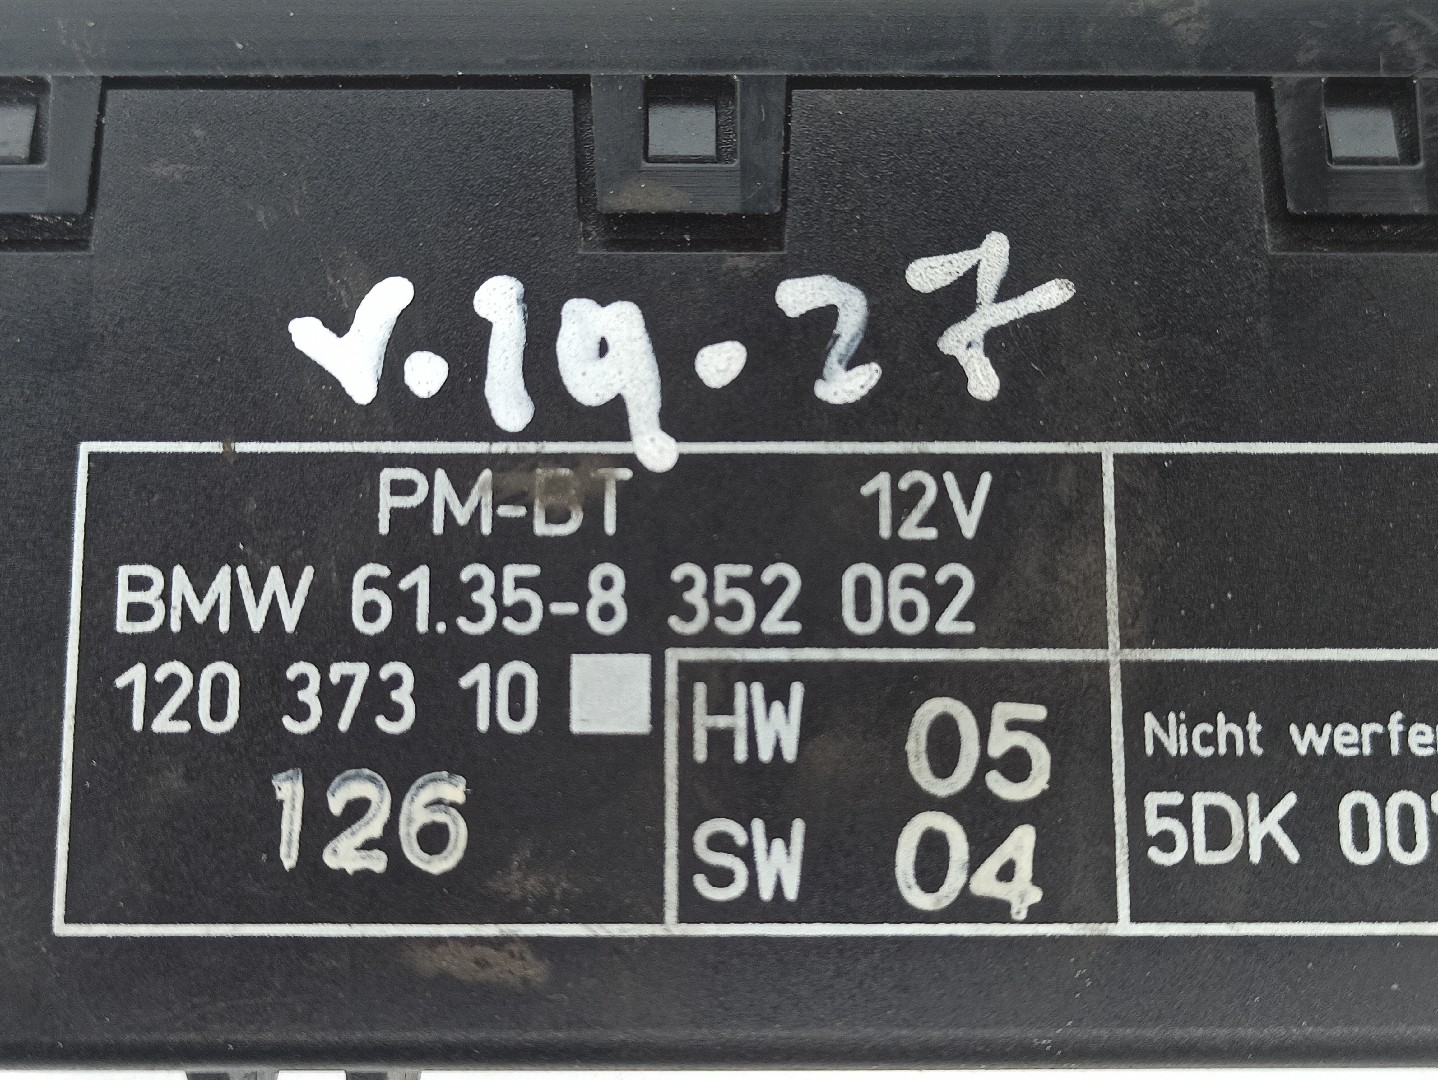 v.19.27
PM-BT 12V
BMW 61.35-8 352 062
120 373 10
126
HW 05
SW 04
Nicht werfen
5DK 00